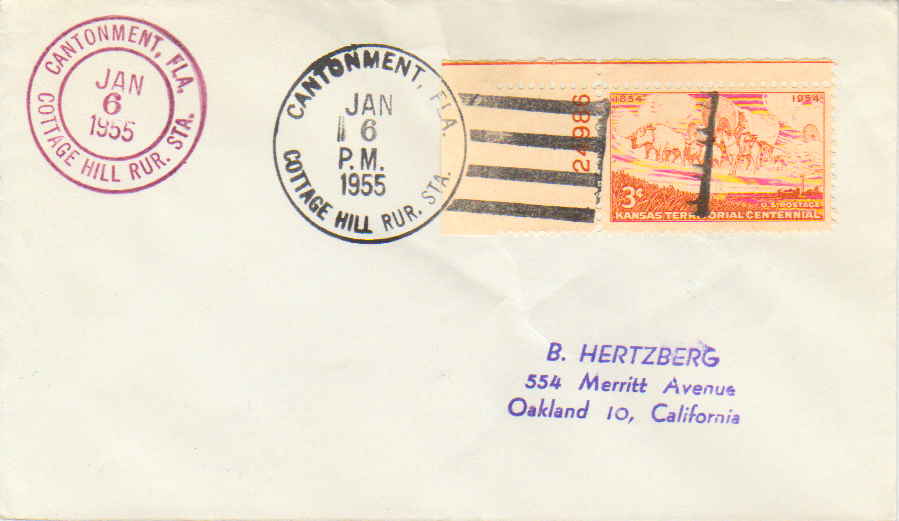 CANTONMENT, FLA.
JAN
6
1955
COTTAGE HILL RUR. STA.
CANTONMENT, FLA.
JAN
6
P.M.
1955
COTTAGE HILL RUR. STA.
24986
1854 1954
3¢
U.S. POSTAGE
KANSAS TERRITORIAL CENTENNIAL
B. HERTZBERG
554 Merritt Avenue
Oakland 10, California